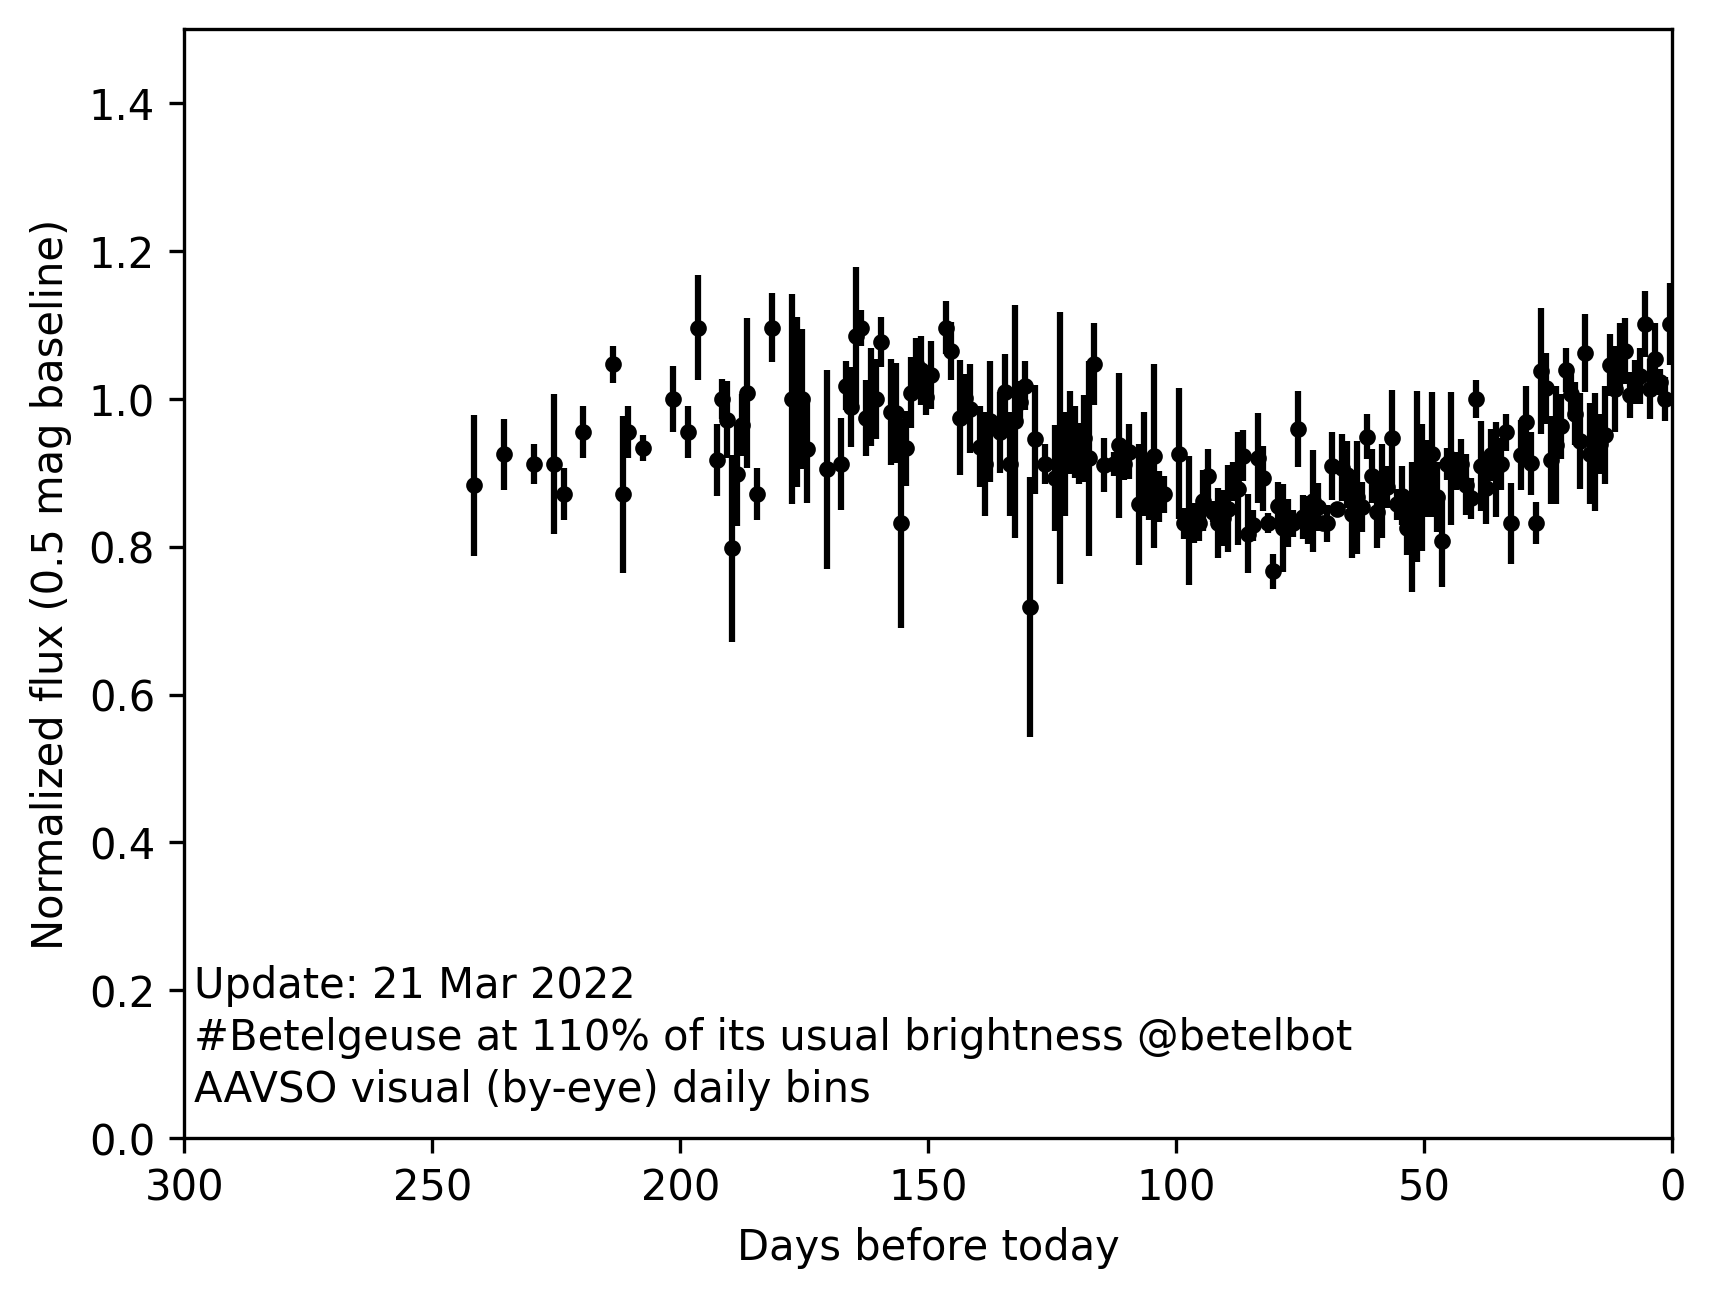 1.4
1.2
1.0
0.8
0.6
0.4
0.2
0.0
Normalized flux (0.5 mag baseline)
Update: 21 Mar 2022
#Betelgeuse at 110% of its usual brightness @betelbot
AAVSO visual (by-eye) daily bins
300 250 200 150 100 50 0
Days before today